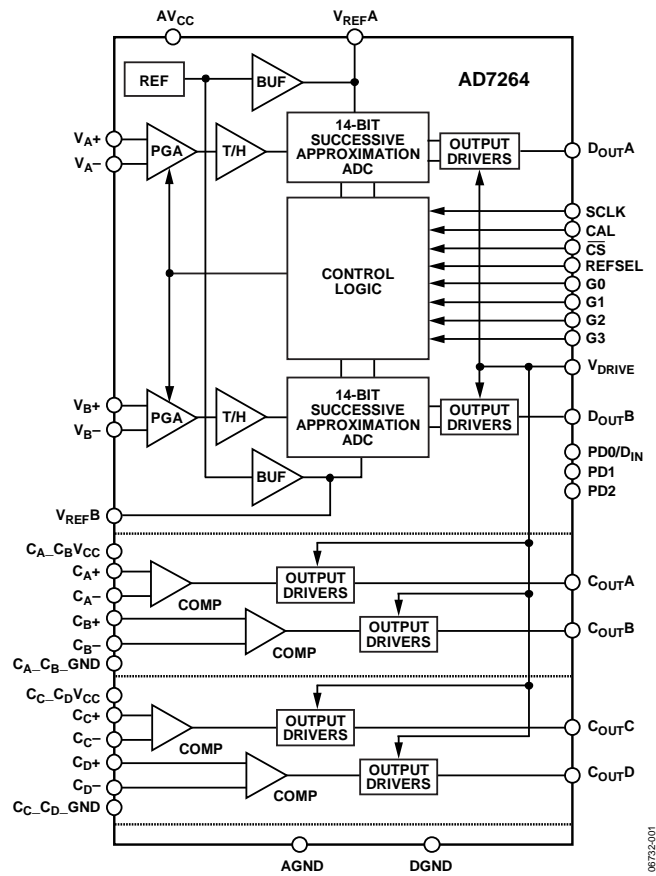 AVCC
VREFA
REF
BUF
AD7264
VA+
VA–
PGA
T/H
14-BIT
SUCCESSIVE
APPROXIMATION
ADC
OUTPUT
DRIVERS
DOUTA
SCLK
CAL
C̅S̅
REFSEL
G0
G1
G2
G3
CONTROL
LOGIC
VDRIVE
VB+
VB–
PGA
T/H
14-BIT
SUCCESSIVE
APPROXIMATION
ADC
OUTPUT
DRIVERS
DOUTB
PD0/DIN
PD1
PD2
BUF
VREFB
CA_CBVCC
CA+
CA–
COMP
OUTPUT
DRIVERS
COUTA
CB+
CB–
COMP
OUTPUT
DRIVERS
COUTB
CA_CB_GND
CC_CDVCC
CC+
CC–
COMP
OUTPUT
DRIVERS
COUTC
CD+
CD–
COMP
OUTPUT
DRIVERS
COUTD
CC_CD_GND
AGND
DGND
06732-001